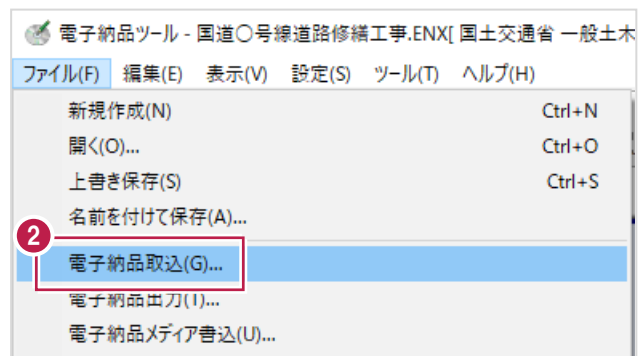 電子納品ツール - 国道〇号線道路修繕工事.ENX[ 国土交通省 一般土木
ファイル(F) 編集(E) 表示(V) 設定(S) ツール(T) ヘルプ(H)
新規作成(N) Ctrl+N
開く(O)... Ctrl+O
上書き保存(S) Ctrl+S
名前を付けて保存(A)...
2
電子納品取込(G)...
電子納品出力(T)...
電子納品メディア書込(U)...